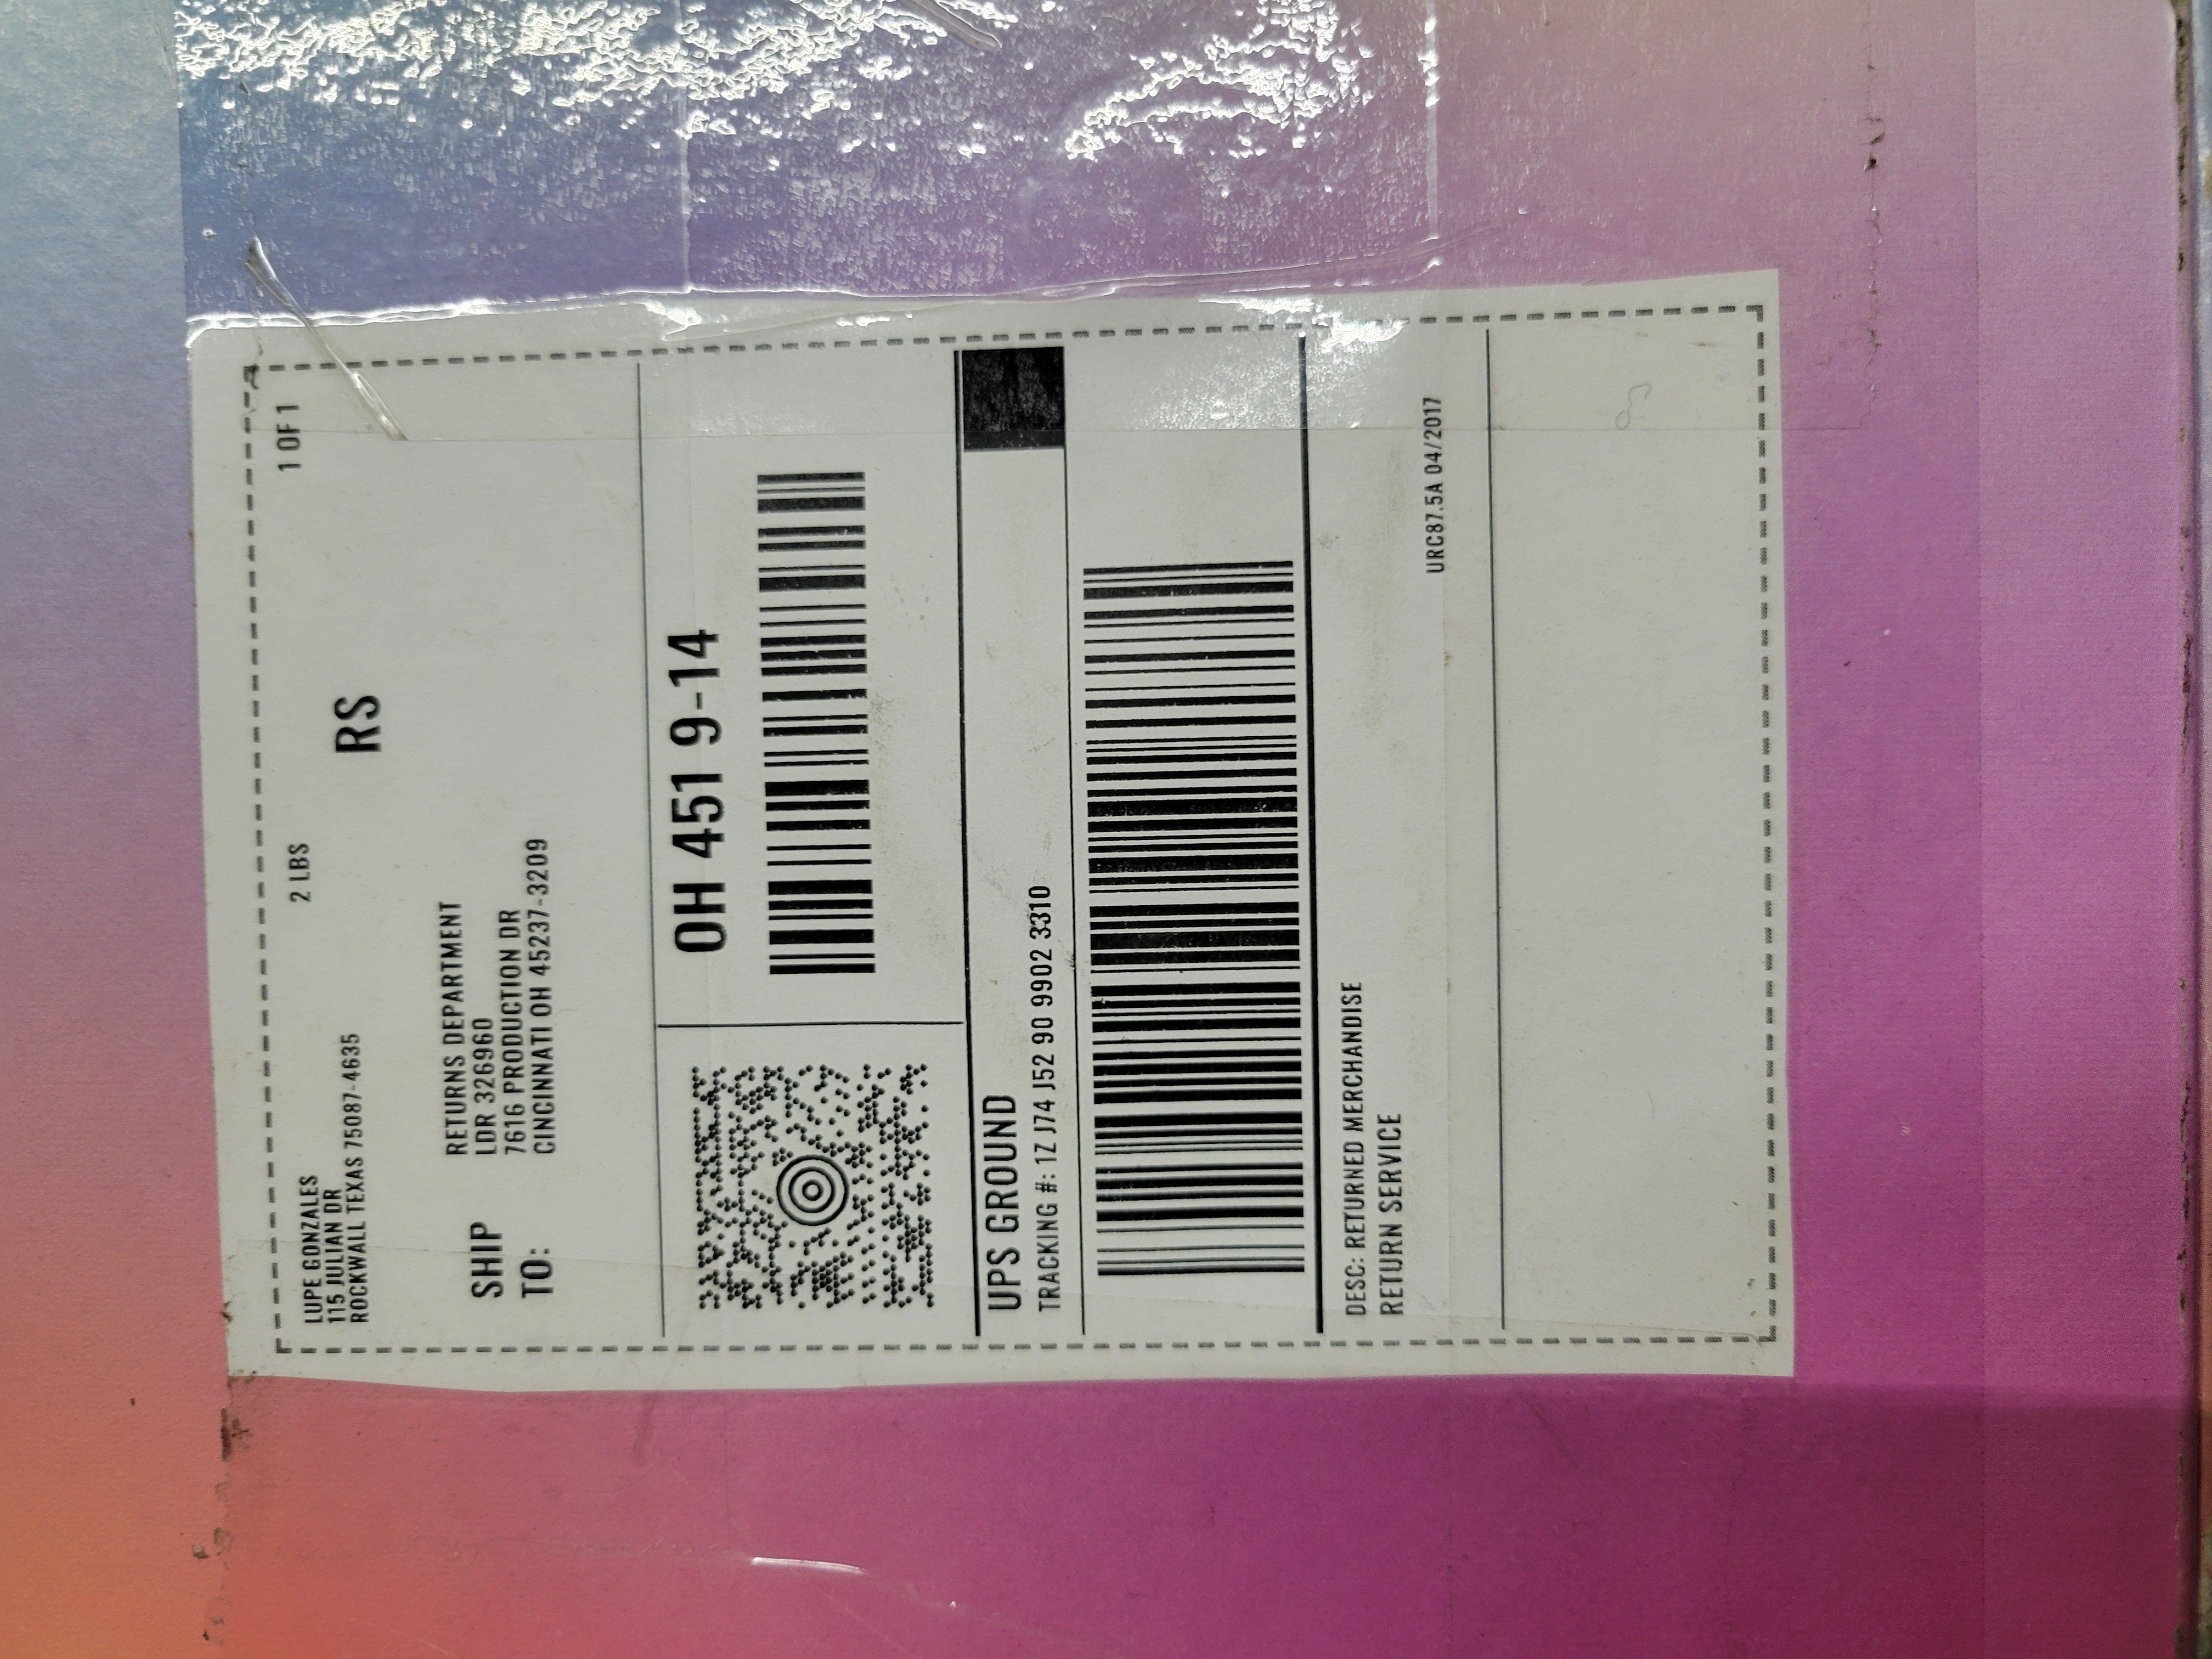 LUPE GONZALES
115 JULIAN DR
ROCKWALL TEXAS 75087-4635
2 LBS
1 OF 1
RS
SHIP
TO:
RETURNS DEPARTMENT
LDR 326960
7616 PRODUCTION DR
CINCINNATI OH 45237-3209
OH 451 9-14
UPS GROUND
TRACKING #: 1Z J74 J52 90 9902 3310
DESC: RETURNED MERCHANDISE
RETURN SERVICE
URC87.5A 04/2017